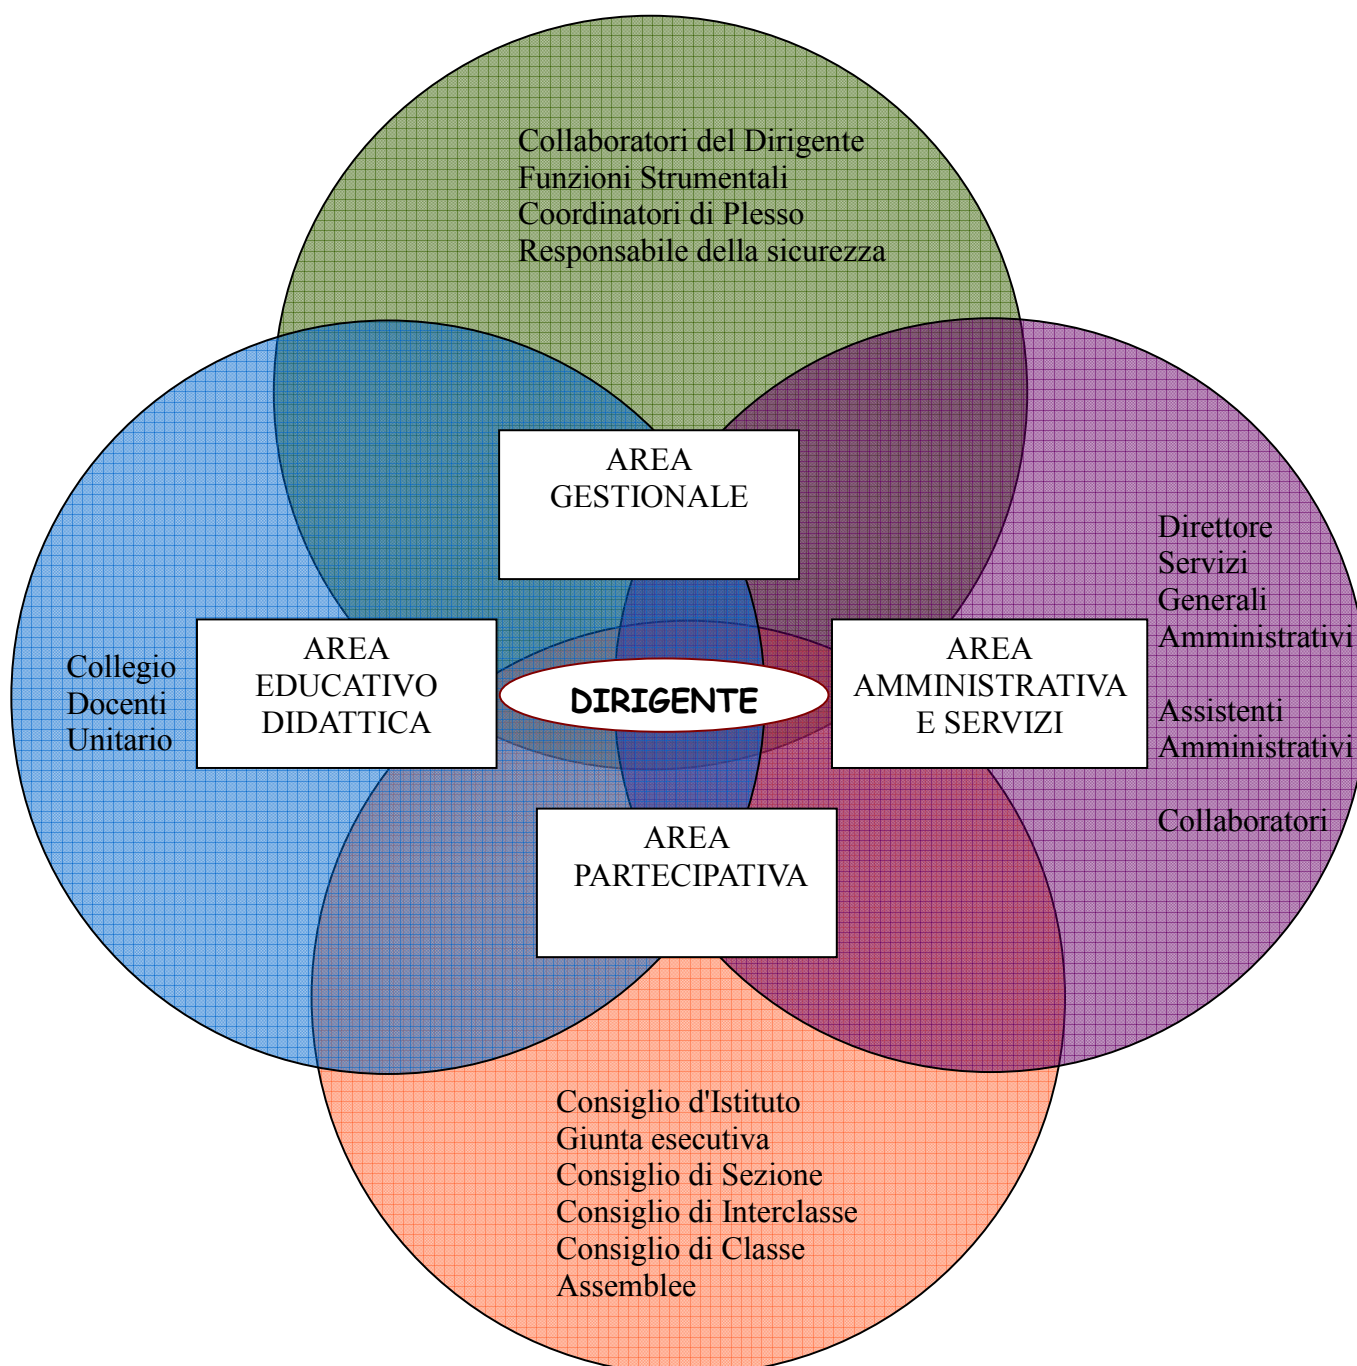 Collaboratori del Dirigente
Funzioni Strumentali
Coordinatori di Plesso
Responsabile della sicurezza
AREA
GESTIONALE
Collegio
Docenti
Unitario
AREA
EDUCATIVO
DIDATTICA
DIRIGENTE
AREA
AMMINISTRATIVA
E SERVIZI
Direttore
Servizi
Generali
Amministrativi
Assistenti
Amministrativi
Collaboratori
AREA
PARTECIPATIVA
Consiglio d'Istituto
Giunta esecutiva
Consiglio di Sezione
Consiglio di Interclasse
Consiglio di Classe
Assemblee